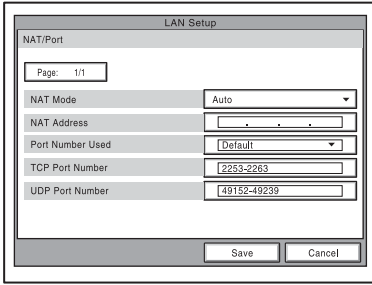 LAN Setup
NAT/Port
Page: 1/1
NAT Mode Auto
NAT Address . . .
Port Number Used Default
TCP Port Number 2253-2263
UDP Port Number 49152-49239
Save Cancel